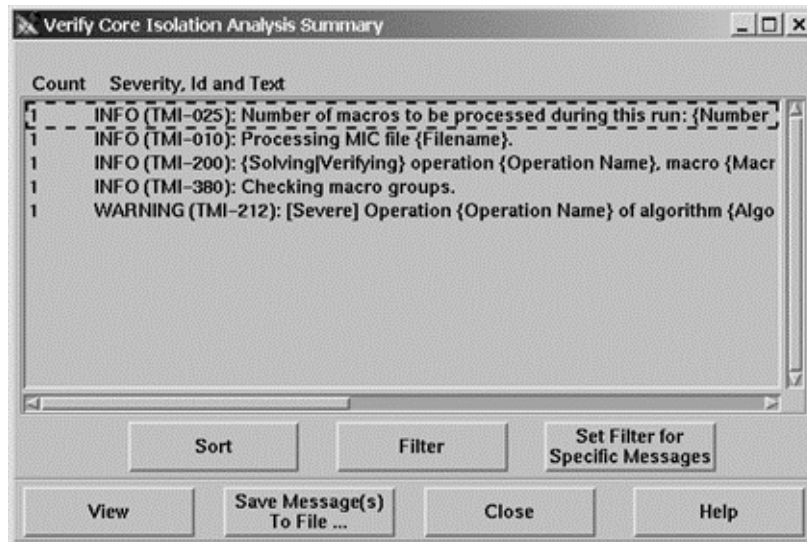 Verify Core Isolation Analysis Summary
Count Severity, Id and Text
1 INFO (TMI-025): Number of macros to be processed during this run: {Number
1 INFO (TMI-010): Processing MIC file {Filename}.
1 INFO (TMI-200): {Solving|Verifying} operation {Operation Name}, macro {Macr
1 INFO (TMI-380): Checking macro groups.
1 WARNING (TMI-212): [Severe] Operation {Operation Name} of algorithm {Algo
Sort Filter Set Filter for
Specific Messages
View Save Message(s)
To File ... Close Help